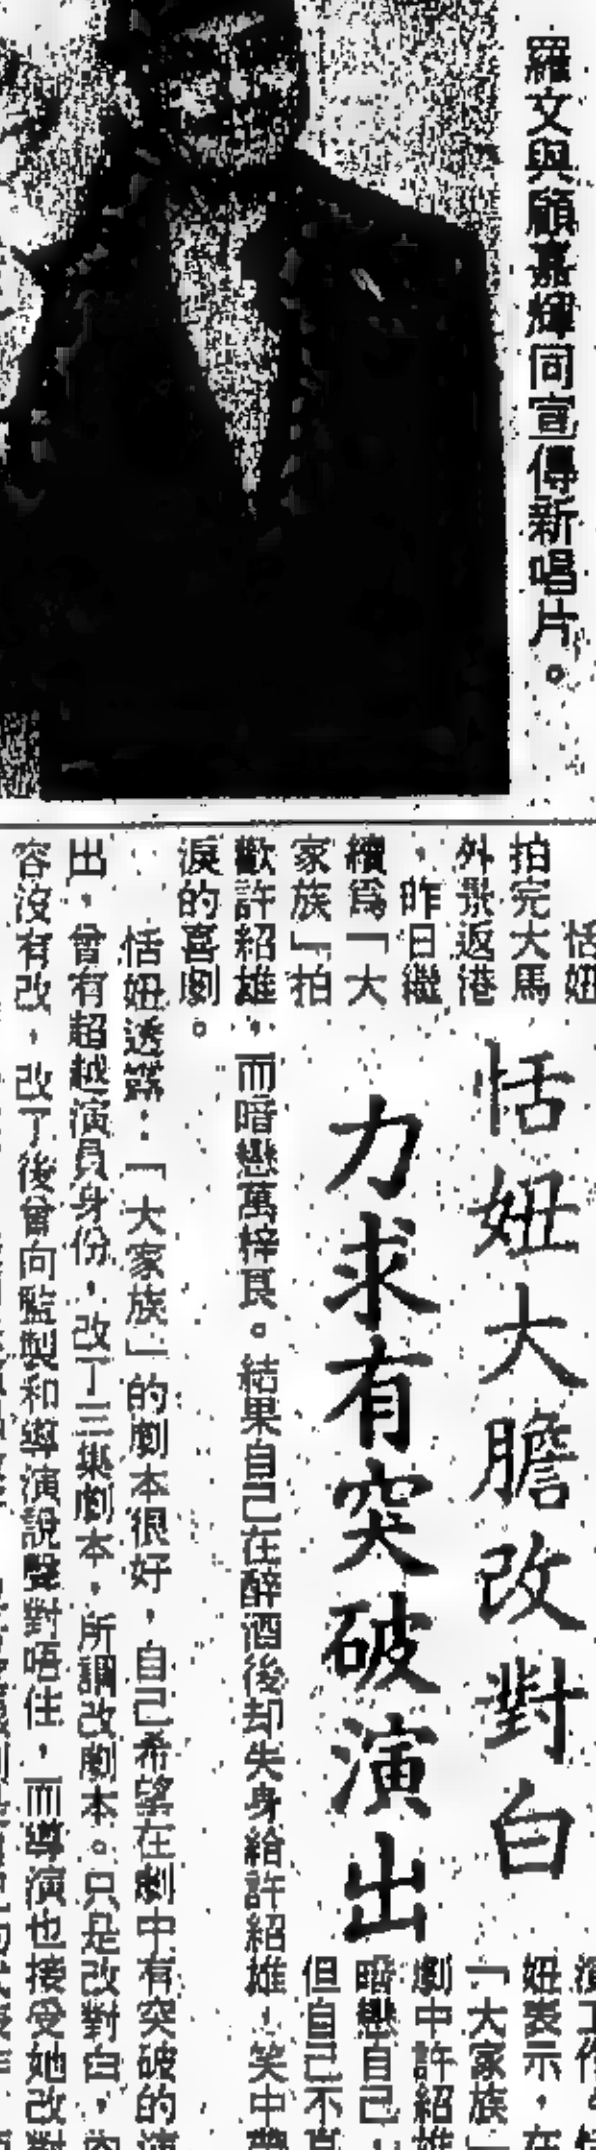 羅文與顧嘉輝同宣傳新唱片。
恬妞大膽改對白
力求有突破演出
恬妞
拍完大馬
外景返港
，昨日繼
續爲「大
家族」拍
演工作。
妞表示，在
「大家族」
劇中許紹雄
暗戀自己，
但自己不喜
歡許紹雄，而暗戀萬梓良。結果自己在醉酒後却失身給許紹雄，笑中帶
淚的喜劇。
恬妞透露：「大家族」的劇本很好，自己希望在劇中有突破的演
出，曾有超越演員身份，改了三集劇本，所謂改劇本。只是改對白，內
容沒有改，改了後曾向監製和導演說聲對唔住，而導演也接受她改對